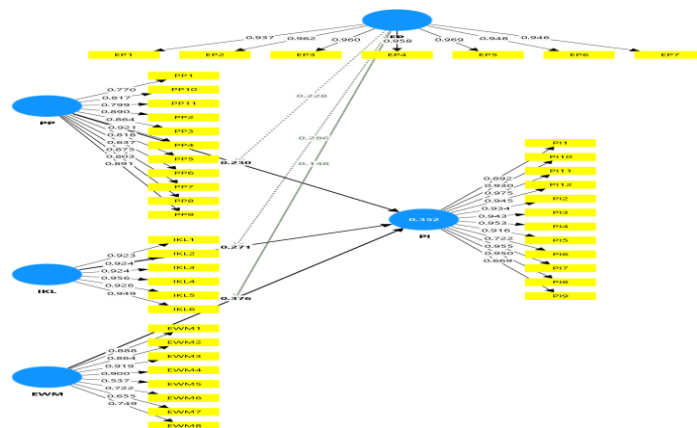 EP
0.937 0.962 0.960 0.958 0.969 0.948 0.946
EP1 EP2 EP3 EP4 EP5 EP6 EP7
PP
0.770
0.817
0.799
0.890
0.864
0.921
0.818
0.637
0.875
0.803
0.891
PP1
PP10
PP11
PP2
PP3
PP4
PP5
PP6
PP7
PP8
PP9
0.228
0.286
0.148
0.230
0.271
0.376
IKL
0.923
0.924
0.924
0.956
0.926
0.949
IKL1
IKL2
IKL3
IKL4
IKL5
IKL6
EWM
0.888
0.864
0.919
0.900
0.537
0.722
0.655
0.749
EWM1
EWM2
EWM3
EWM4
EWM5
EWM6
EWM7
EWM8
0.352
PI
0.892
0.930
0.975
0.945
0.934
0.943
0.953
0.916
0.722
0.955
0.950
0.669
PI1
PI10
PI11
PI12
PI2
PI3
PI4
PI5
PI6
PI7
PI8
PI9